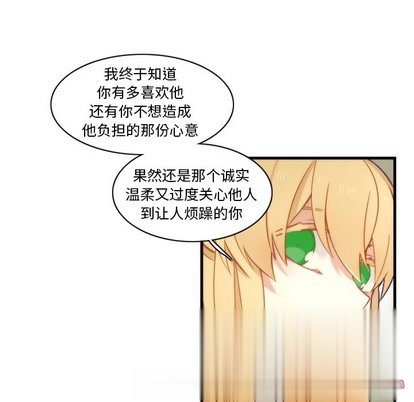 我终于知道
你有多喜欢他
还有你不想造成
他负担的那份心意
果然还是那个诚实
温柔又过度关心他人
到让人烦躁的你